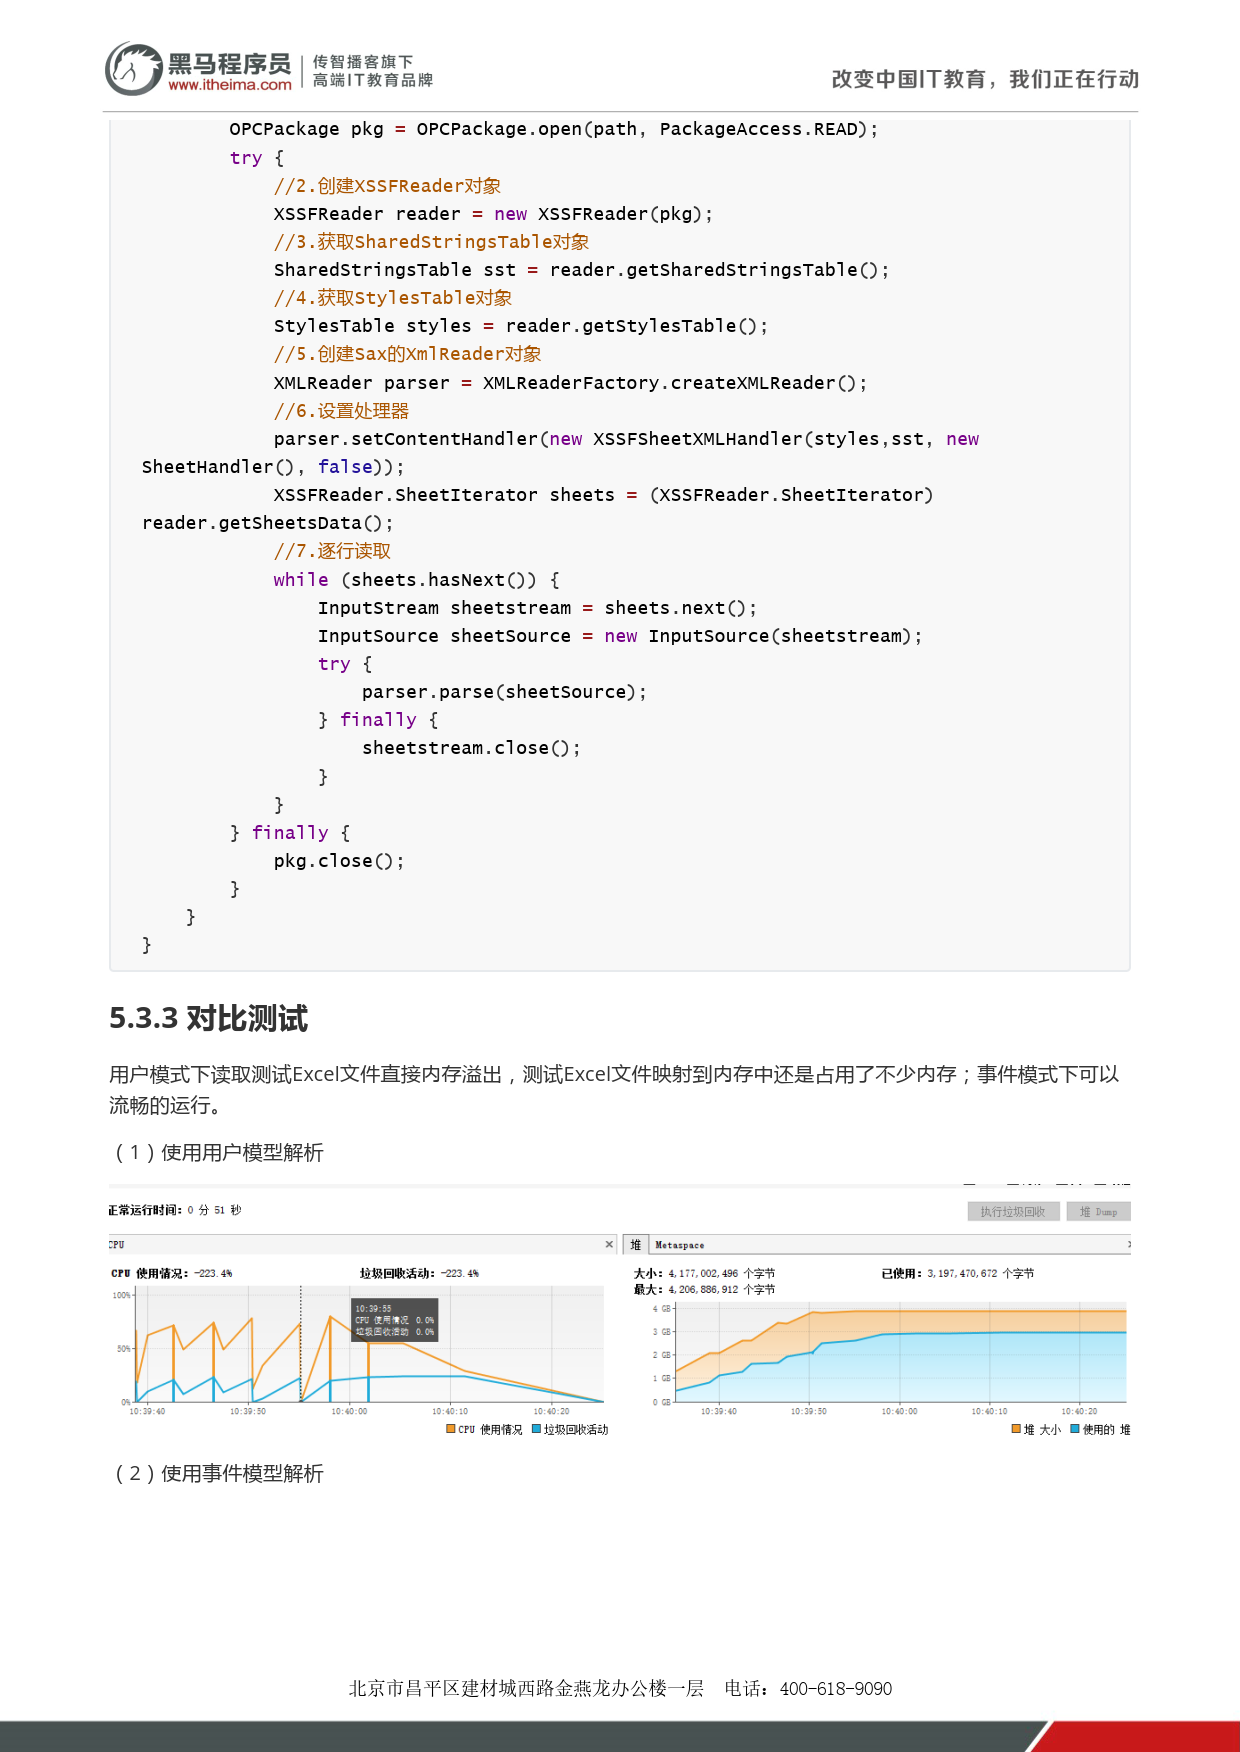 黑马程序员
www.itheima.com
传智播客旗下
高端IT教育品牌
改变中国IT教育，我们正在行动
OPCPackage pkg = OPCPackage.open(path, PackageAccess.READ);
try {
//2.创建XSSFReader对象
XSSFReader reader = new XSSFReader(pkg);
//3.获取SharedStringsTable对象
SharedStringsTable sst = reader.getSharedStringsTable();
//4.获取StylesTable对象
StylesTable styles = reader.getStylesTable();
//5.创建Sax的XmlReader对象
XMLReader parser = XMLReaderFactory.createXMLReader();
//6.设置处理器
parser.setContentHandler(new XSSFSheetXMLHandler(styles,sst, new
SheetHandler(), false));
XSSFReader.SheetIterator sheets = (XSSFReader.SheetIterator)
reader.getSheetsData();
//7.逐行读取
while (sheets.hasNext()) {
InputStream sheetstream = sheets.next();
InputSource sheetSource = new InputSource(sheetstream);
try {
parser.parse(sheetSource);
} finally {
sheetstream.close();
}
}
} finally {
pkg.close();
}
}
}
5.3.3 对比测试
用户模式下读取测试Excel文件直接内存溢出，测试Excel文件映射到内存中还是占用了不少内存；事件模式下可以
流畅的运行。
（1）使用用户模型解析
正常运行时间：0 分 51 秒
执行垃圾回收 堆 Dump
CPU
CPU 使用情况：-223.4% 垃圾回收活动：-223.4%
100%
50%
0%
10:39:55
CPU 使用情况 0.0%
垃圾回收活动 0.0%
10:39:40 10:39:50 10:40:00 10:40:10 10:40:20
CPU 使用情况 垃圾回收活动
堆 Metaspace
大小：4,177,002,496 个字节 已使用：3,197,470,672 个字节
最大：4,206,886,912 个字节
4 GB
3 GB
2 GB
1 GB
0 GB
10:39:40 10:39:50 10:40:00 10:40:10 10:40:20
堆 大小 使用的 堆
（2）使用事件模型解析
北京市昌平区建材城西路金燕龙办公楼一层 电话：400-618-9090